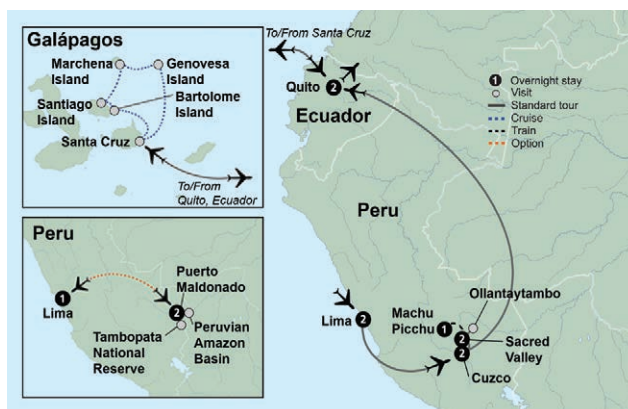 Galápagos
Marchena
Island
Genovesa
Island
Santiago
Island
Bartolome
Island
Santa Cruz
To/From
Quito, Ecuador
Peru
Lima
1
Puerto
Maldonado
2
Tambopata
National
Reserve
Peruvian
Amazon
Basin
To/From Santa Cruz
Quito
2
Ecuador
1 Overnight stay
Visit
Standard tour
Cruise
Train
Option
Peru
Ollantaytambo
Lima
2
Machu
Picchu
1
2
Sacred
Valley
2
Cuzco